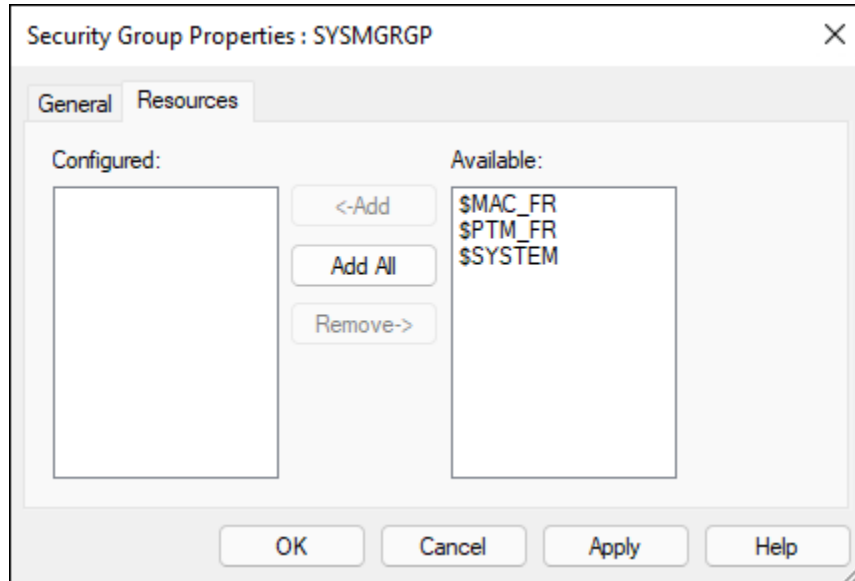 Security Group Properties : SYSMGRGP
General
Resources
Configured:
Available:
<-Add
Add All
Remove->
$MAC_FR
$PTM_FR
$SYSTEM
OK
Cancel
Apply
Help